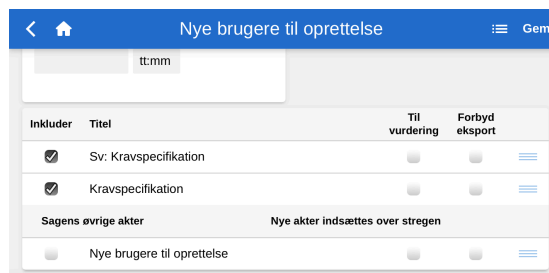 Nye brugere til oprettelse Gem
tt:mm
Inkluder Titel Til vurdering Forbyd eksport
Sv: Kravspecifikation
Kravspecifikation
Sagens øvrige akter Nye akter indsættes over stregen
Nye brugere til oprettelse